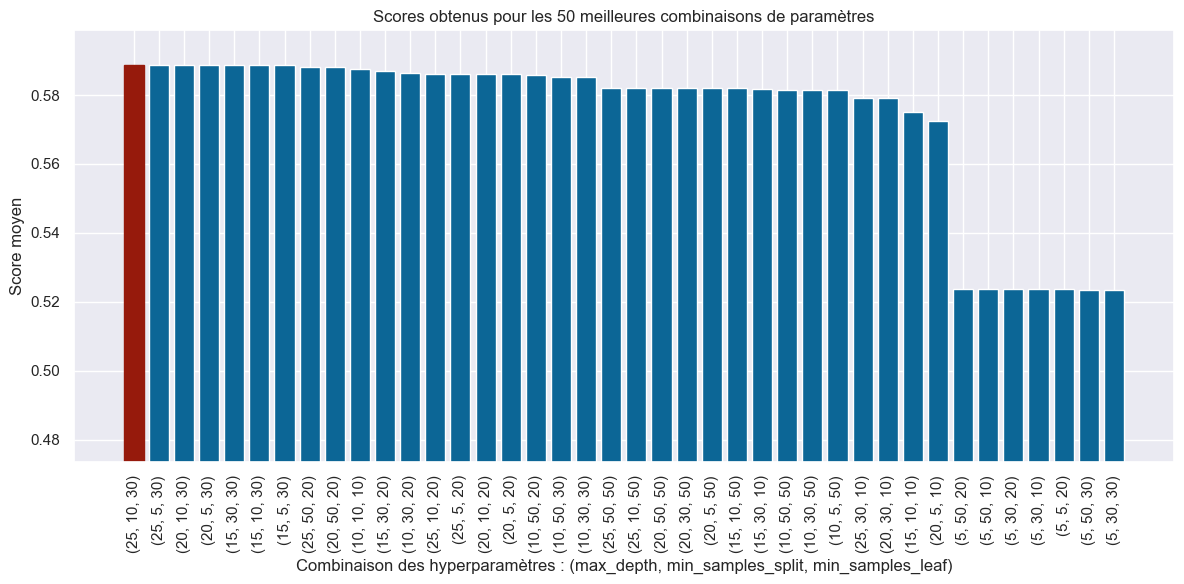 Scores obtenus pour les 50 meilleures combinaisons de paramètres
Score moyen
0.58
0.56
0.54
0.52
0.50
0.48
(25, 10, 30)
(25, 5, 30)
(20, 10, 30)
(20, 5, 30)
(15, 30, 30)
(15, 10, 30)
(15, 5, 30)
(25, 50, 20)
(20, 50, 20)
(10, 10, 10)
(15, 30, 20)
(10, 30, 20)
(25, 10, 20)
(25, 5, 20)
(20, 10, 20)
(20, 5, 20)
(10, 50, 20)
(10, 50, 30)
(10, 30, 30)
(25, 50, 50)
(25, 10, 50)
(20, 50, 50)
(20, 30, 50)
(20, 5, 50)
(15, 10, 50)
(15, 30, 10)
(10, 50, 50)
(10, 30, 50)
(10, 5, 50)
(25, 30, 10)
(20, 30, 10)
(15, 10, 10)
(20, 5, 10)
(5, 50, 20)
(5, 50, 10)
(5, 30, 20)
(5, 30, 10)
(5, 5, 20)
(5, 50, 30)
(5, 30, 30)
Combinaison des hyperparamètres : (max_depth, min_samples_split, min_samples_leaf)